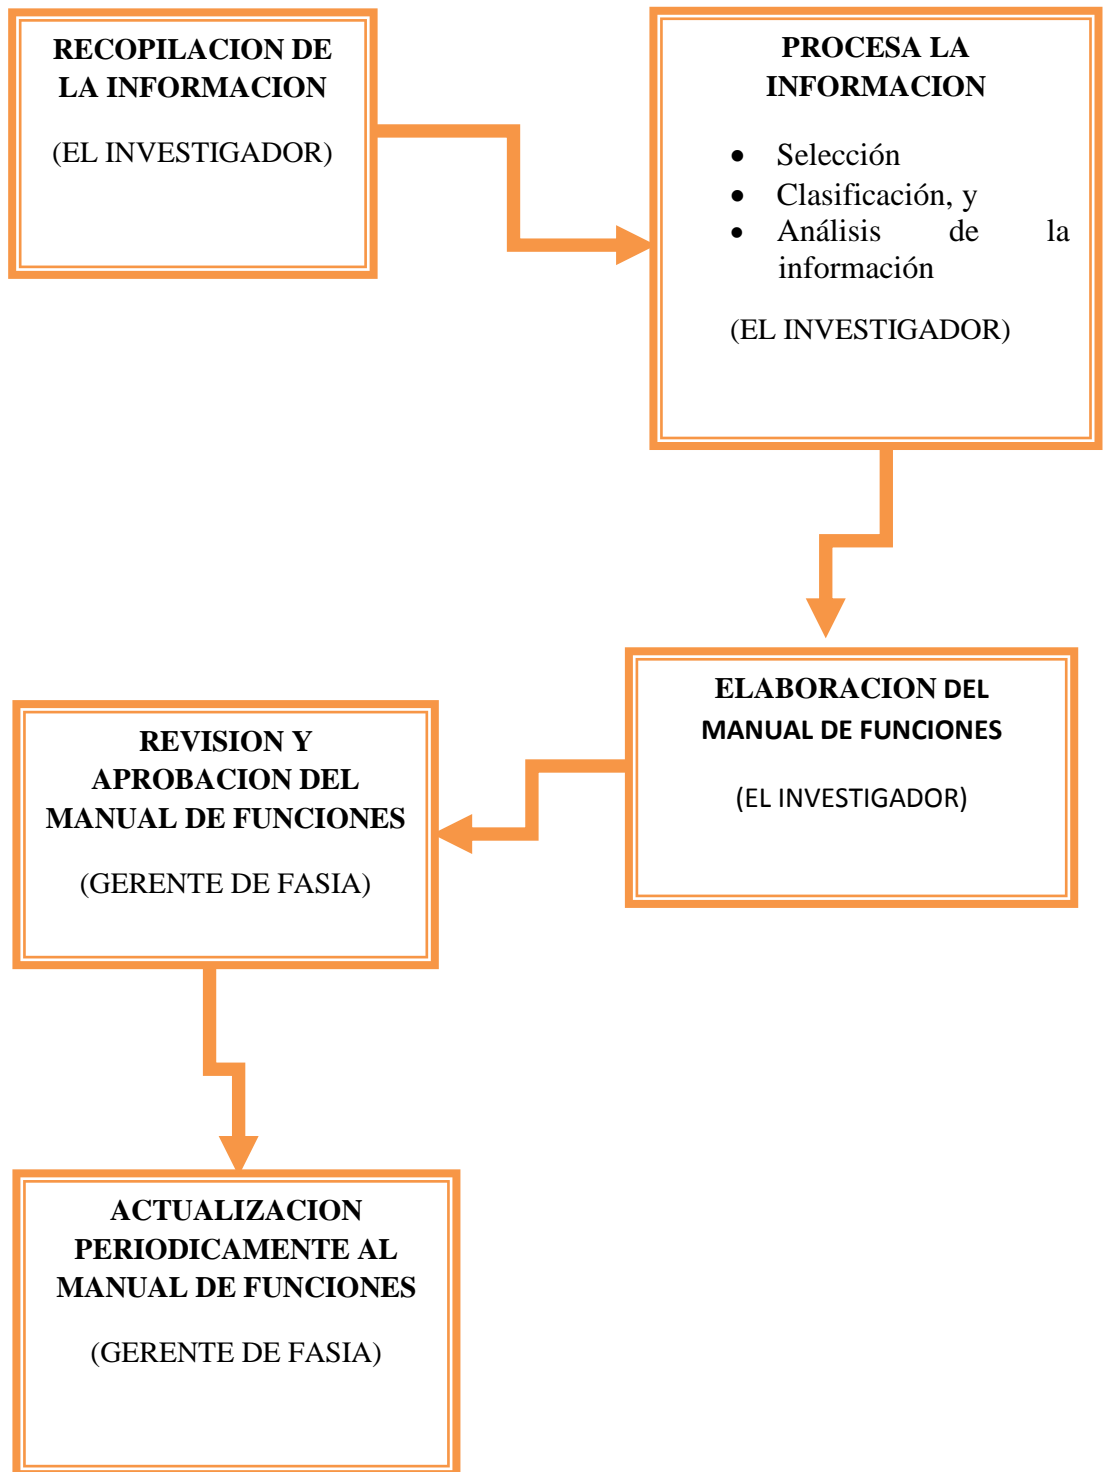 RECOPILACION DE
LA INFORMACION
(EL INVESTIGADOR)
PROCESA LA
INFORMACION
• Selección
• Clasificación, y
• Análisis de la
información
(EL INVESTIGADOR)
ELABORACION DEL
MANUAL DE FUNCIONES
(EL INVESTIGADOR)
REVISION Y
APROBACION DEL
MANUAL DE FUNCIONES
(GERENTE DE FASIA)
ACTUALIZACION
PERIODICAMENTE AL
MANUAL DE FUNCIONES
(GERENTE DE FASIA)